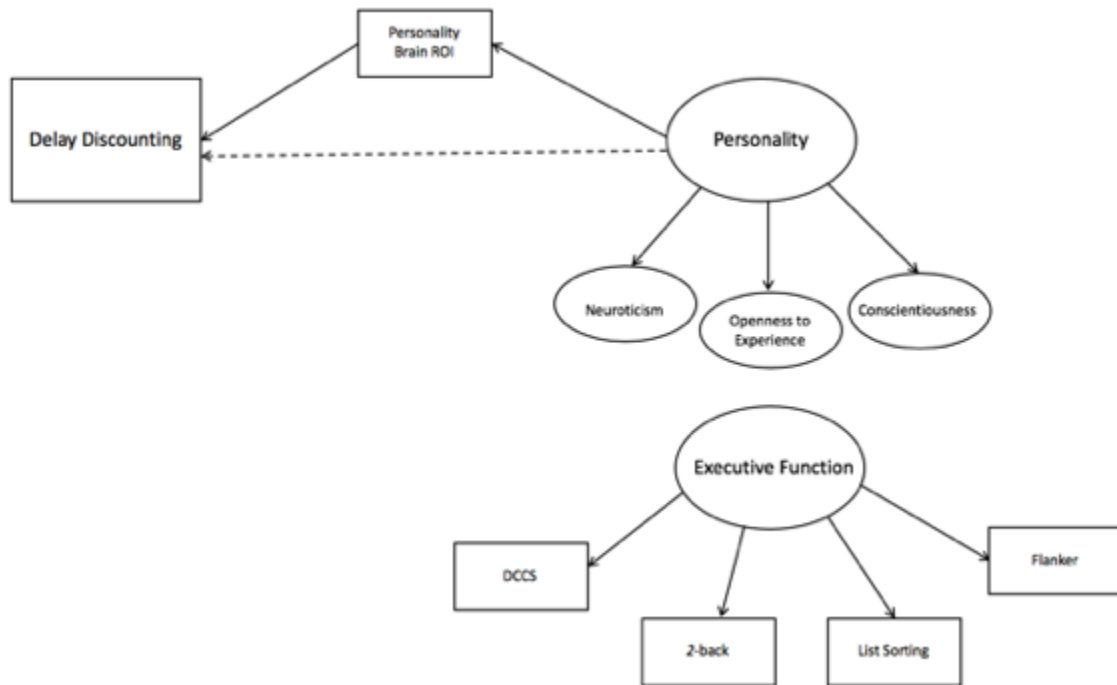 Personality
Brain ROI
Delay Discounting
Personality
Neuroticism
Openness to
Experience
Conscientiousness
Executive Function
DCCS
Flanker
2-back
List Sorting